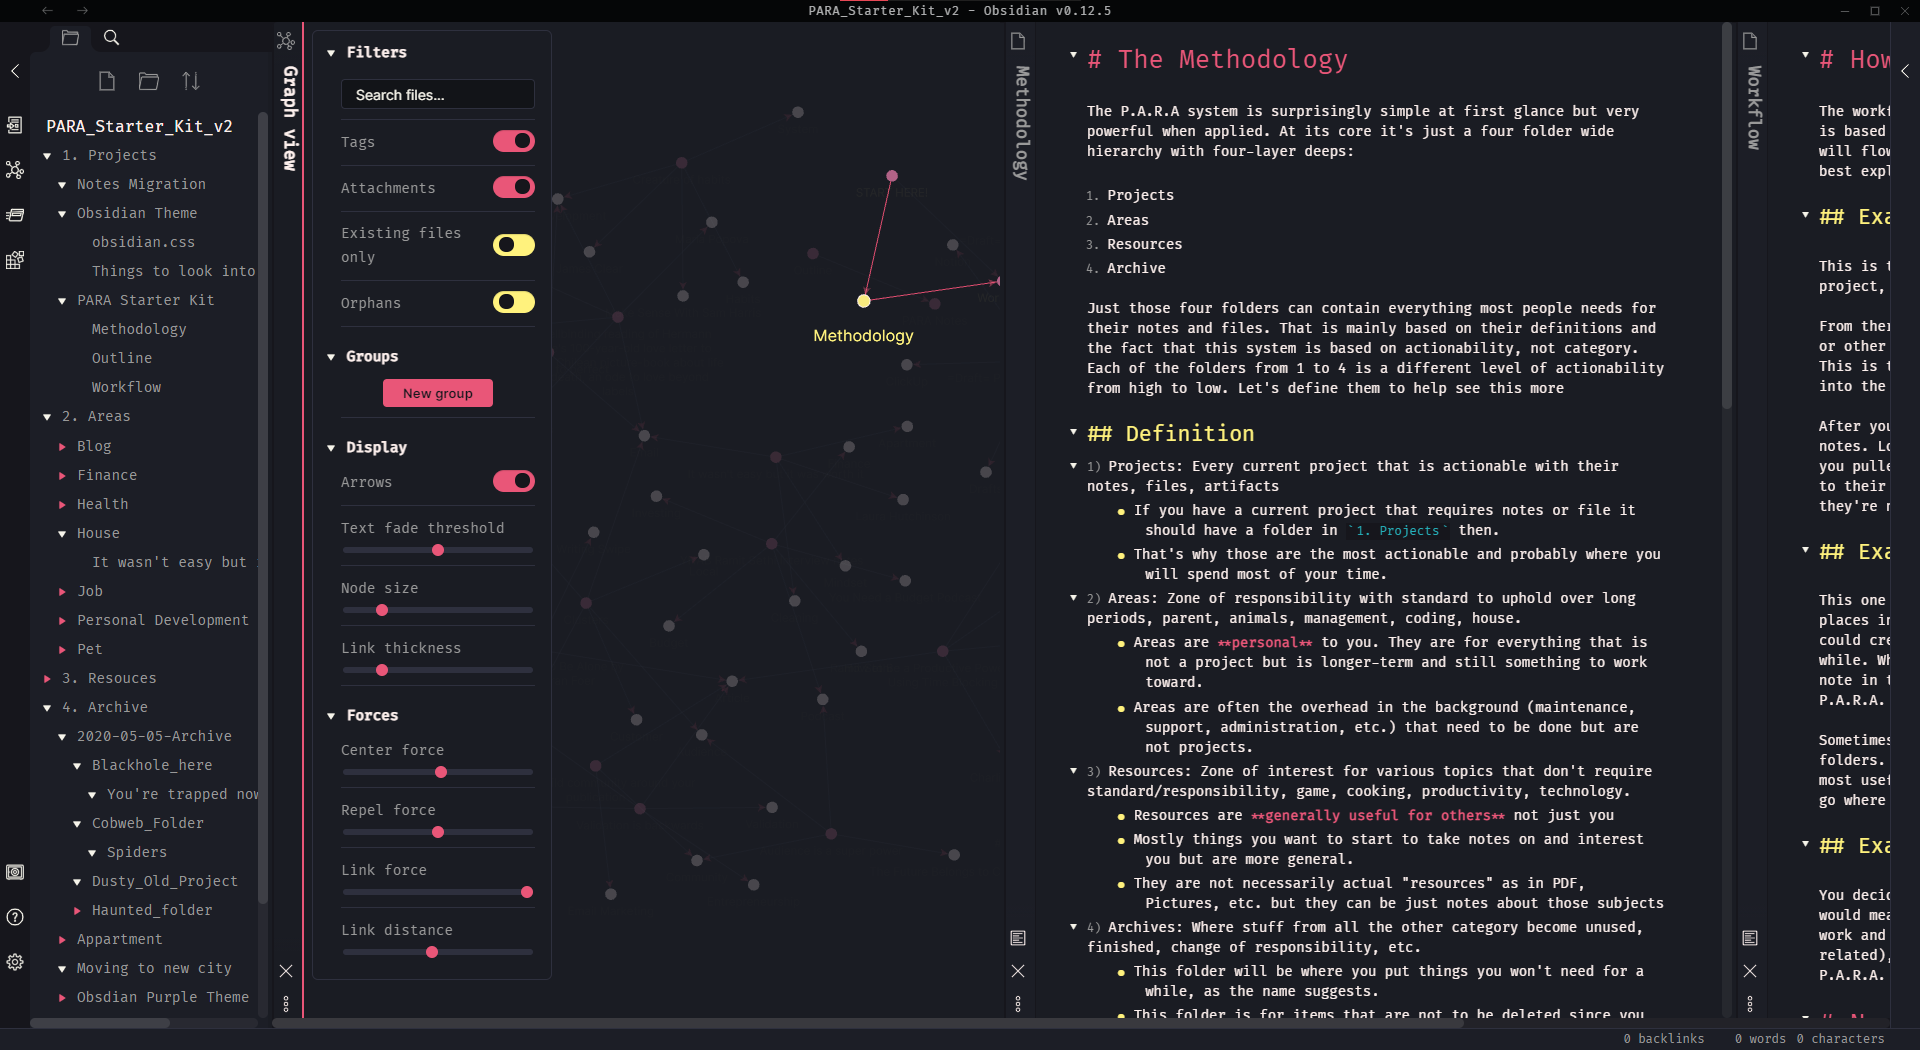 PARA_Starter_Kit_v2 - Obsidian v0.12.5
PARA_Starter_Kit_v2
1. Projects
Notes Migration
Obsidian Theme
obsidian.css
Things to look into
PARA Starter Kit
Methodology
Outline
Workflow
2. Areas
Blog
Finance
Health
House
It wasn't easy but
Job
Personal Development
Pet
3. Resouces
4. Archive
2020-05-05-Archive
Blackhole_here
You're trapped now
Cobweb_Folder
Spiders
Dusty_Old_Project
Haunted_folder
Appartment
Moving to new city
Obsdian Purple Theme
Graph view
Filters
Search files...
Tags
Attachments
Existing files
only
Orphans
Groups
New group
Display
Arrows
Text fade threshold
Node size
Link thickness
Forces
Center force
Repel force
Link force
Link distance
Methodology
Methodology
# The Methodology
The P.A.R.A system is surprisingly simple at first glance but very
powerful when applied. At its core it's just a four folder wide
hierarchy with four-layer deeps:
1. Projects
2. Areas
3. Resources
4. Archive
Just those four folders can contain everything most people needs for
their notes and files. That is mainly based on their definitions and
the fact that this system is based on actionability, not category.
Each of the folders from 1 to 4 is a different level of actionability
from high to low. Let's define them to help see this more
## Definition
1) Projects: Every current project that is actionable with their
notes, files, artifacts
If you have a current project that requires notes or file it
should have a folder in `1. Projects` then.
That's why those are the most actionable and probably where you
will spend most of your time.
2) Areas: Zone of responsibility with standard to uphold over long
periods, parent, animals, management, coding, house.
Areas are **personal** to you. They are for everything that is
not a project but is longer-term and still something to work
toward.
Areas are often the overhead in the background (maintenance,
support, administration, etc.) that need to be done but are
not projects.
3) Resources: Zone of interest for various topics that don't require
standard/responsibility, game, cooking, productivity, technology.
Resources are **generally useful for others** not just you
Mostly things you want to start to take notes on and interest
you but are more general.
They are not necessarily actual "resources" as in PDF,
Pictures, etc. but they can be just notes about those subjects
4) Archives: Where stuff from all the other category become unused,
finished, change of responsibility, etc.
This folder will be where you put things you won't need for a
while, as the name suggests.
This folder is for items that are not to be deleted since you
Workflow
# How
The workf
is based
will flow
best expl
## Exa
This is t
project,
From ther
or other
This is t
into the
After you
notes. Lo
you pulle
to their
they're n
## Exa
This one
places in
could cre
while. Wh
note in t
P.A.R.A.
Sometimes
folders.
most usef
go where
## Exa
You decid
would mea
work and
related),
P.A.R.A.
0 backlinks 0 words 0 characters